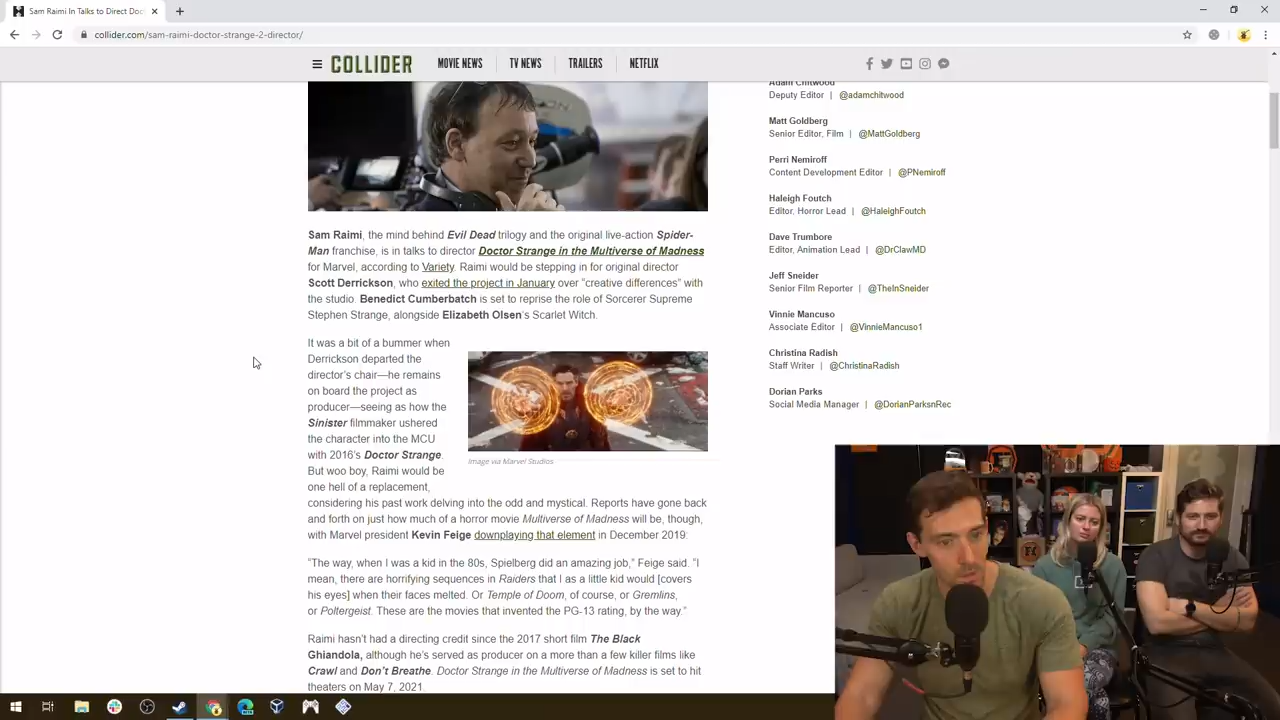 Sam Raimi In Talks to Direct Doc
collider.com/sam-raimi-doctor-strange-2-director/
COLLIDER
MOVIE NEWS
TV NEWS
TRAILERS
NETFLIX
Sam Raimi, the mind behind Evil Dead trilogy and the original live-action Spider-
Man franchise, is in talks to director Doctor Strange in the Multiverse of Madness
for Marvel, according to Variety. Raimi would be stepping in for original director
Scott Derrickson, who exited the project in January over “creative differences” with
the studio. Benedict Cumberbatch is set to reprise the role of Sorcerer Supreme
Stephen Strange, alongside Elizabeth Olsen’s Scarlet Witch.
It was a bit of a bummer when
Derrickson departed the
director’s chair—he remains
on board the project as
producer—seeing as how the
Sinister filmmaker ushered
the character into the MCU
with 2016’s Doctor Strange.
But woo boy, Raimi would be
one hell of a replacement,
Image via Marvel Studios
considering his past work delving into the odd and mystical. Reports have gone back
and forth on just how much of a horror movie Multiverse of Madness will be, though,
with Marvel president Kevin Feige downplaying that element in December 2019:
“The way, when I was a kid in the 80s, Spielberg did an amazing job,” Feige said. “I
mean, there are horrifying sequences in Raiders that I as a little kid would [covers
his eyes] when their faces melted. Or Temple of Doom, of course, or Gremlins,
or Poltergeist. These are the movies that invented the PG-13 rating, by the way.”
Raimi hasn’t had a directing credit since the 2017 short film The Black
Ghiandola, although he’s served as producer on a more than a few killer films like
Crawl and Don’t Breathe. Doctor Strange in the Multiverse of Madness is set to hit
theaters on May 7, 2021.
Adam Chitwood
Deputy Editor | @adamchitwood
Matt Goldberg
Senior Editor, Film | @MattGoldberg
Perri Nemiroff
Content Development Editor | @PNemiroff
Haleigh Foutch
Editor, Horror Lead | @HaleighFoutch
Dave Trumbore
Editor, Animation Lead | @DrClawMD
Jeff Sneider
Senior Film Reporter | @TheInSneider
Vinnie Mancuso
Associate Editor | @VinnieMancuso1
Christina Radish
Staff Writer | @ChristinaRadish
Dorian Parks
Social Media Manager | @DorianParksnRec